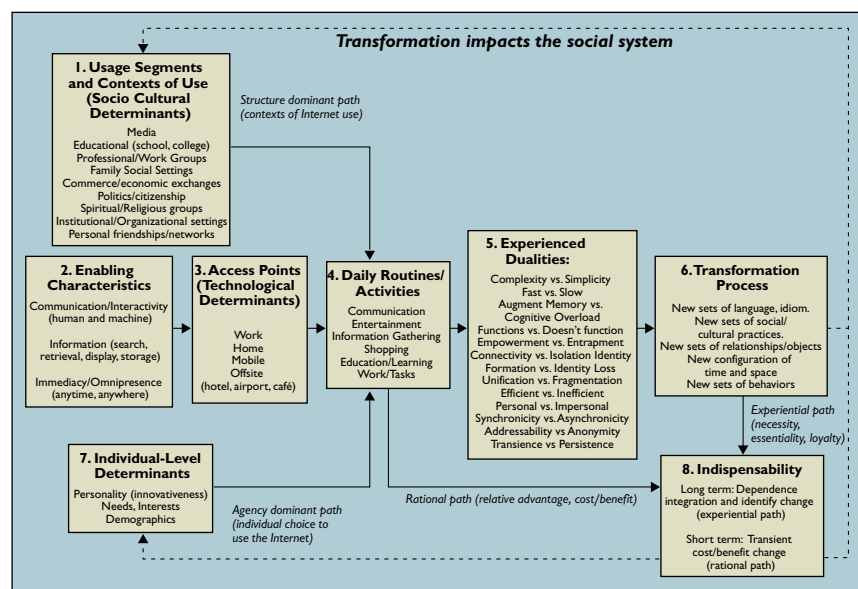 Transformation impacts the social system
1. Usage Segments
and Contexts of Use
(Socio Cultural
Determinants)
Media
Educational (school, college)
Professional/Work Groups
Family Social Settings
Commerce/economic exchanges
Politics/citizenship
Spiritual/Religious groups
Institutional/Organizational settings
Personal friendships/networks
Structure dominant path
(contexts of Internet use)
2. Enabling
Characteristics
Communication/Interactivity
(human and machine)
Information (search,
retrieval, display, storage)
Immediacy/Omnipresence
(anytime, anywhere)
3. Access Points
(Technological
Determinants)
Work
Home
Mobile
Offsite
(hotel, airport, café)
4. Daily Routines/
Activities
Communication
Entertainment
Information Gathering
Shopping
Education/Learning
Work/Tasks
5. Experienced
Dualities:
Complexity vs. Simplicity
Fast vs. Slow
Augment Memory vs.
Cognitive Overload
Functions vs. Doesn't function
Empowerment vs. Entrapment
Connectivity vs. Isolation Identity
Formation vs. Identity Loss
Unification vs. Fragmentation
Efficient vs. Inefficient
Personal vs. Impersonal
Synchronicity vs. Asynchronicity
Addressability vs Anonymity
Transience vs Persistence
6. Transformation
Process
New sets of language, idiom.
New sets of social/
cultural practices.
New sets of relationships/objects
New configuration of
time and space
New sets of behaviors
Experiential path
(necessity,
essentiality, loyalty)
7. Individual-Level
Determinants
Personality (innovativeness)
Needs, Interests
Demographics
Agency dominant path
(individual choice to
use the Internet)
Rational path (relative advantage, cost/benefit)
8. Indispensability
Long term: Dependence
integration and identify change
(experiential path)
Short term: Transient
cost/benefit change
(rational path)